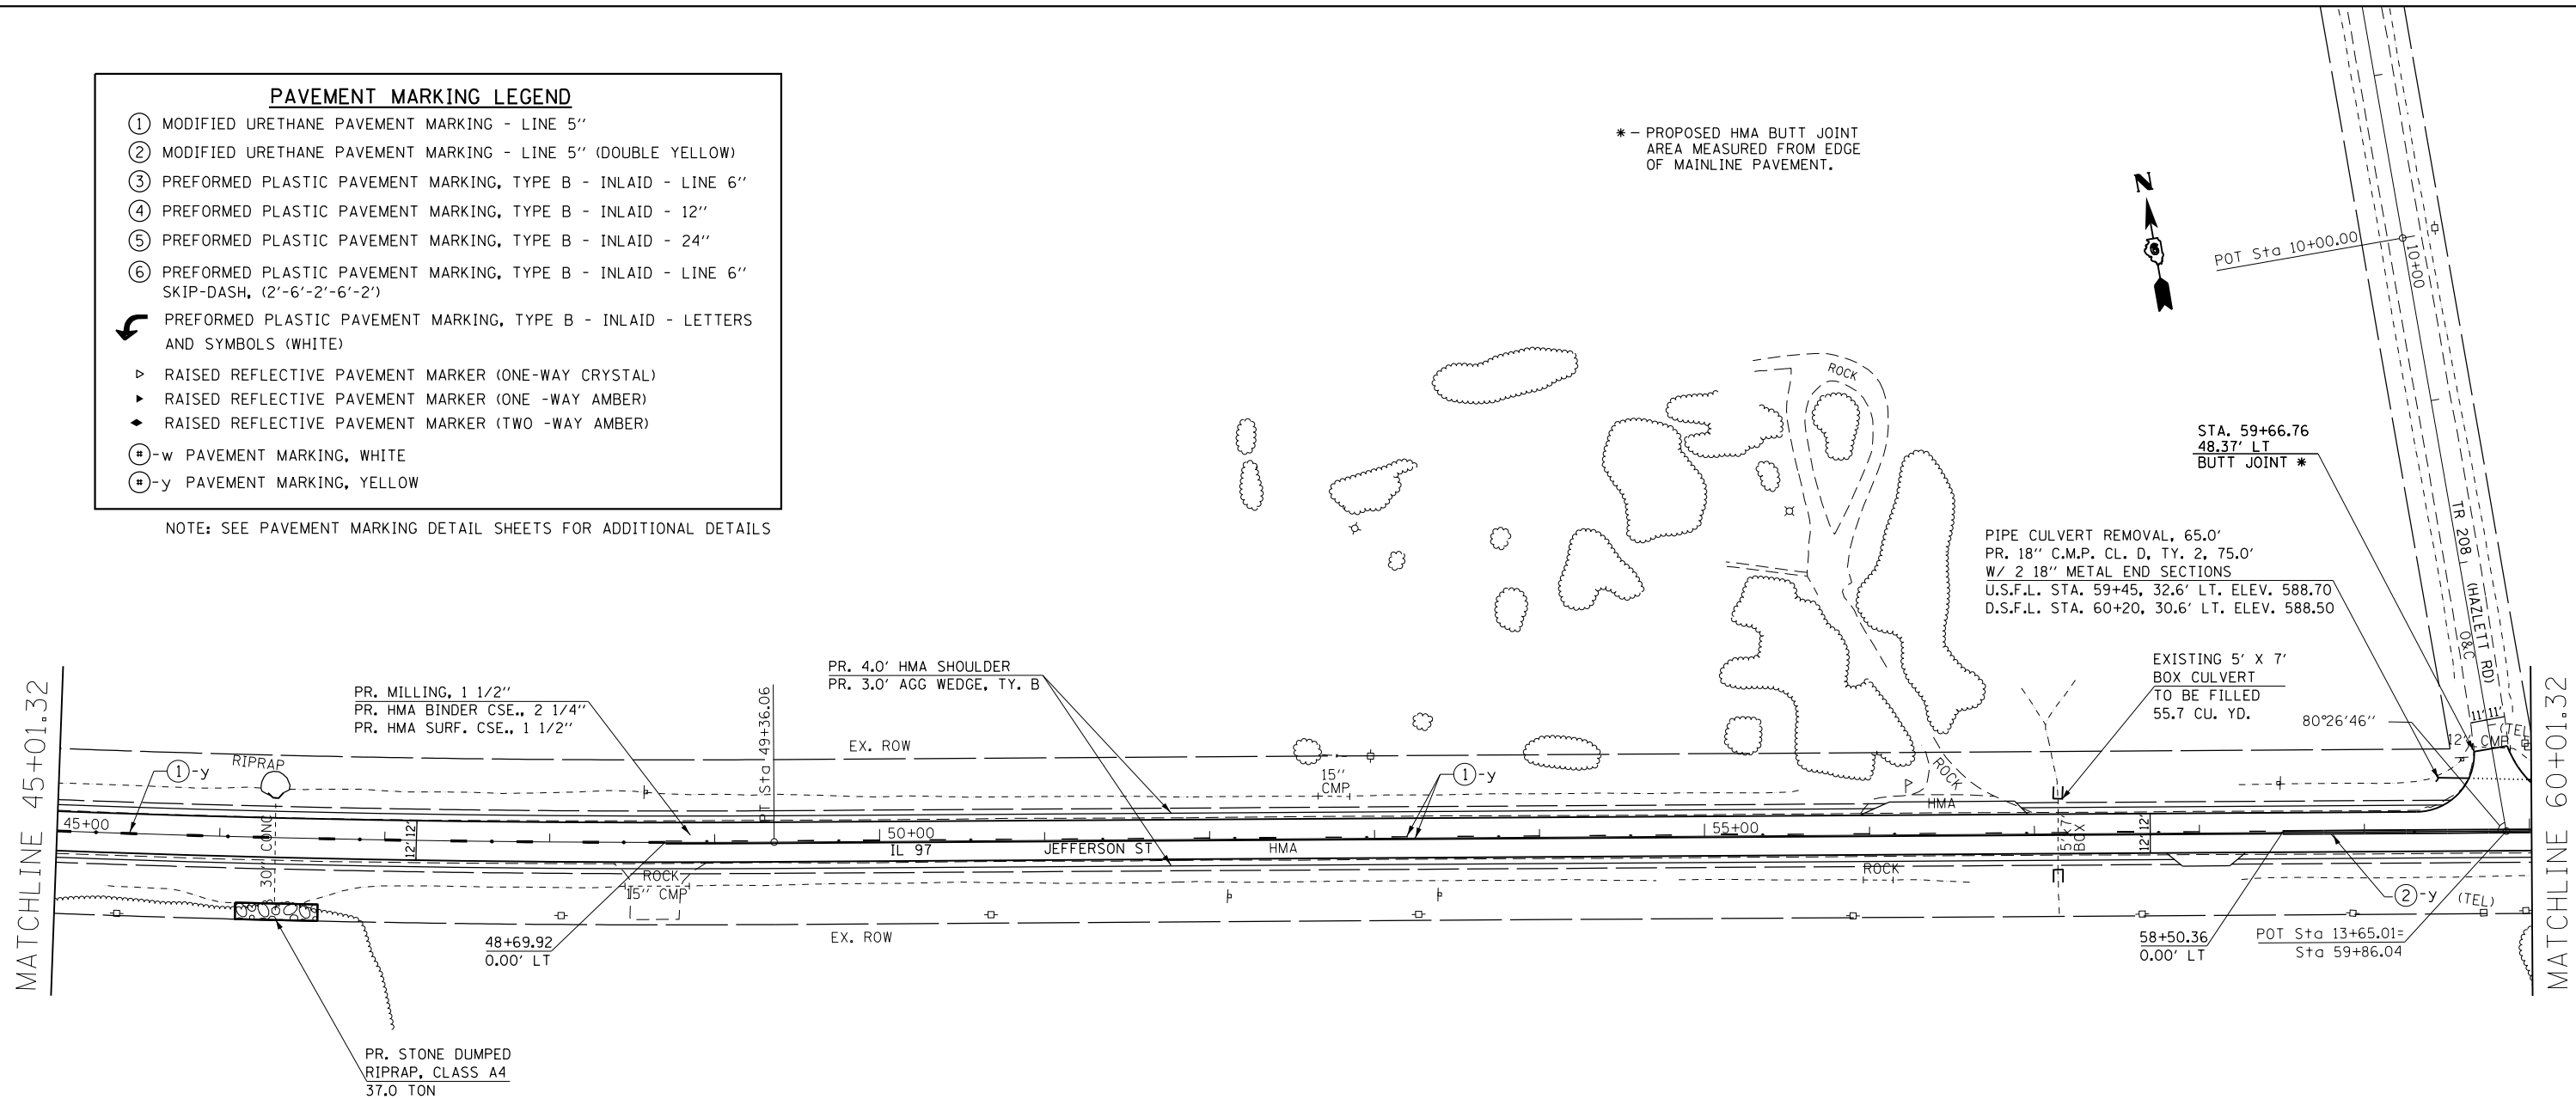 PAVEMENT MARKING LEGEND
1 MODIFIED URETHANE PAVEMENT MARKING - LINE 5''
2 MODIFIED URETHANE PAVEMENT MARKING - LINE 5'' (DOUBLE YELLOW)
3 PREFORMED PLASTIC PAVEMENT MARKING, TYPE B - INLAID - LINE 6''
4 PREFORMED PLASTIC PAVEMENT MARKING, TYPE B - INLAID - 12''
5 PREFORMED PLASTIC PAVEMENT MARKING, TYPE B - INLAID - 24''
6 PREFORMED PLASTIC PAVEMENT MARKING, TYPE B - INLAID - LINE 6''
SKIP-DASH, (2'-6'-2'-6'-2')
PREFORMED PLASTIC PAVEMENT MARKING, TYPE B - INLAID - LETTERS
AND SYMBOLS (WHITE)
RAISED REFLECTIVE PAVEMENT MARKER (ONE-WAY CRYSTAL)
RAISED REFLECTIVE PAVEMENT MARKER (ONE -WAY AMBER)
RAISED REFLECTIVE PAVEMENT MARKER (TWO -WAY AMBER)
#-w PAVEMENT MARKING, WHITE
#-y PAVEMENT MARKING, YELLOW
NOTE: SEE PAVEMENT MARKING DETAIL SHEETS FOR ADDITIONAL DETAILS
* - PROPOSED HMA BUTT JOINT
AREA MEASURED FROM EDGE
OF MAINLINE PAVEMENT.
N
POT Sta 10+00.00
10+00
ROCK
STA. 59+66.76
48.37' LT
BUTT JOINT *
TR 208 (HAZLETT RD)
O&C
PIPE CULVERT REMOVAL, 65.0'
PR. 18'' C.M.P. CL. D, TY. 2, 75.0'
W/ 2 18'' METAL END SECTIONS
U.S.F.L. STA. 59+45, 32.6' LT. ELEV. 588.70
D.S.F.L. STA. 60+20, 30.6' LT. ELEV. 588.50
EXISTING 5' X 7'
BOX CULVERT
TO BE FILLED
55.7 CU. YD.
80°26'46''
11' 11'
(TEL
12'' CMP
MATCHLINE 45+01.32
PR. MILLING, 1 1/2''
PR. HMA BINDER CSE., 2 1/4''
PR. HMA SURF. CSE., 1 1/2''
PT Sta 49+36.06
PR. 4.0' HMA SHOULDER
PR. 3.0' AGG WEDGE, TY. B
EX. ROW
RIPRAP
1-y
15''
CMP
1-y
ROCK
HMA
45+00
30' CONC
12' 12'
50+00
IL 97
JEFFERSON ST
HMA
55+00
5'X7'
BOX
12' 12'
ROCK
15'' CMP
ROCK
2-y
(TEL)
EX. ROW
48+69.92
0.00' LT
58+50.36
0.00' LT
POT Sta 13+65.01=
Sta 59+86.04
MATCHLINE 60+01.32
PR. STONE DUMPED
RIPRAP, CLASS A4
37.0 TON